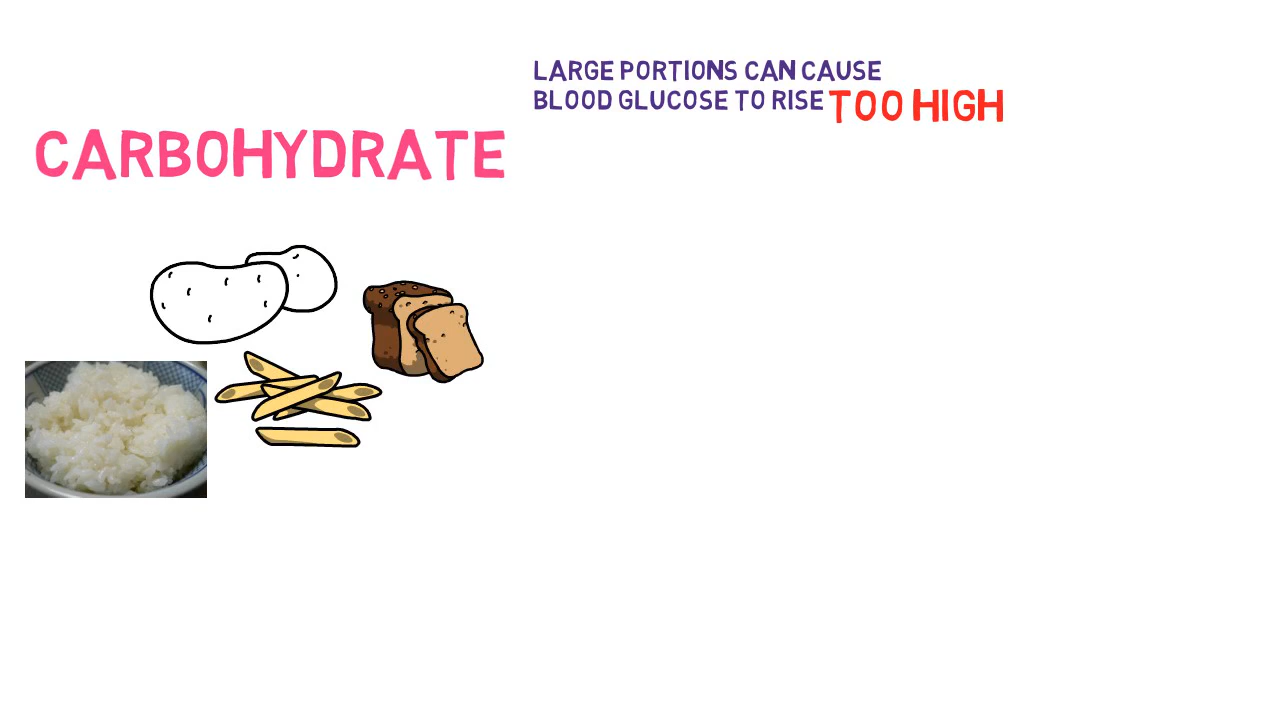 LARGE PORTIONS CAN CAUSE
BLOOD GLUCOSE TO RISE TOO HIGH
CARBOHYDRATE